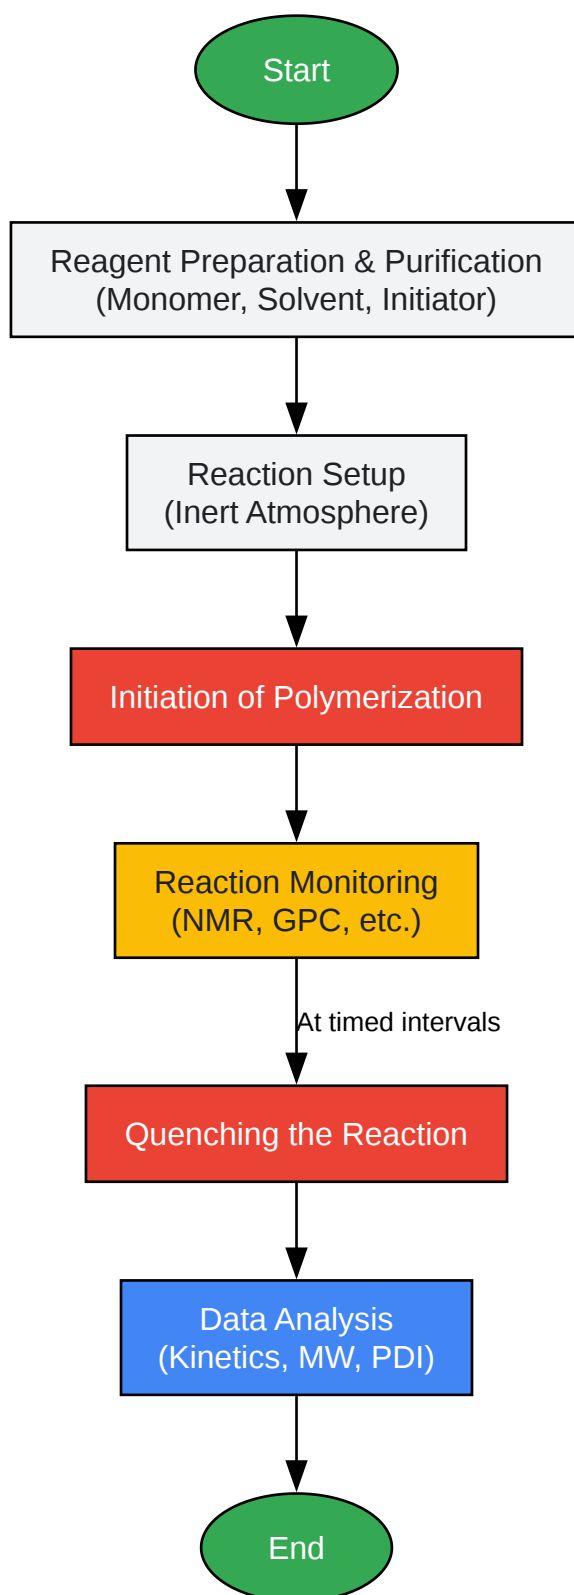 Start
Reagent Preparation & Purification
(Monomer, Solvent, Initiator)
Reaction Setup
(Inert Atmosphere)
Initiation of Polymerization
Reaction Monitoring
(NMR, GPC, etc.)
At timed intervals
Quenching the Reaction
Data Analysis
(Kinetics, MW, PDI)
End